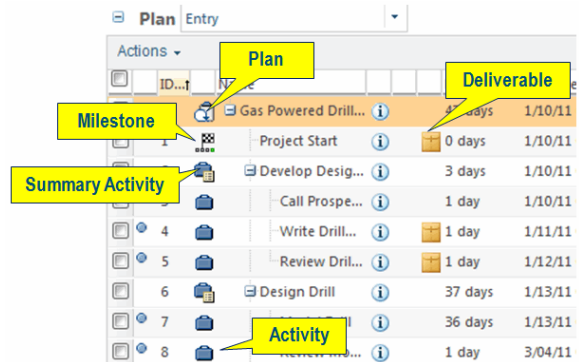 Plan Entry
Actions
Plan
ID... Deliverable
Gas Powered Drill... days 1/10/11
Milestone
1 Project Start 0 days 1/10/11
Summary Activity
Develop Desig... 3 days 1/10/11
Call Prospe... 1 day 1/10/11
4 Write Drill... 1 day 1/11/11
5 Review Dril... 1 day 1/12/11
6 Design Drill 37 days 1/13/11
7 36 days 1/13/11
Activity
8 1 day 3/04/11